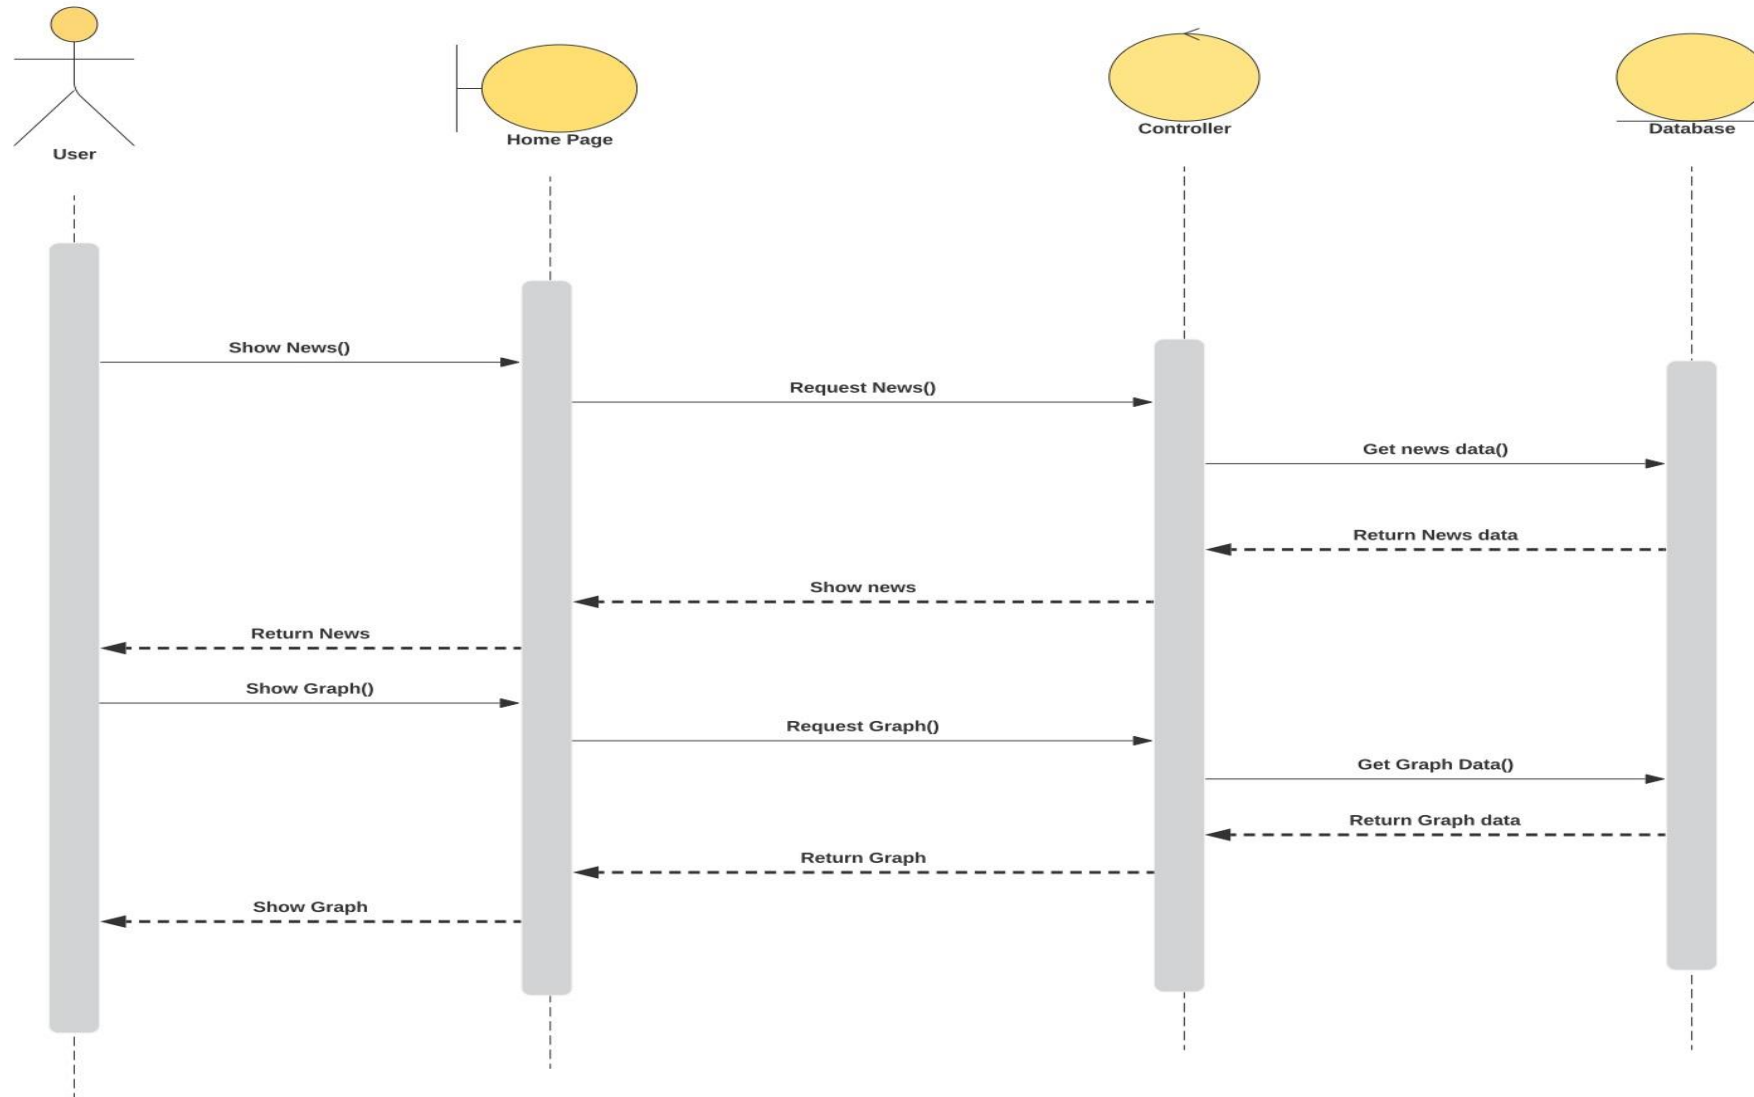 User
Home Page
Controller
Database
Show News()
Request News()
Get news data()
Return News data
Show news
Return News
Show Graph()
Request Graph()
Get Graph Data()
Return Graph data
Return Graph
Show Graph